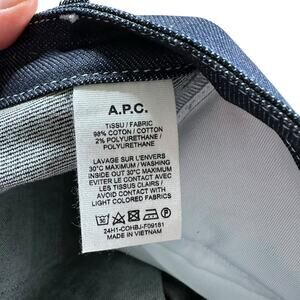 A.P.C.
TISSU / FABRIC
98% COTON / COTTON
2% POLYURETHANE /
POLYURETHANE
LAVAGE SUR L'ENVERS
30°C MAXIMUM / WASHING
INSIDE OUT 30°C MAXIMUM
EVITER LE CONTACT AVEC
LES TISSUS CLAIRS /
AVOID CONTACT WITH
LIGHT COLORED FABRICS
30
24H1-COHBJ-F09181
MADE IN VIETNAM